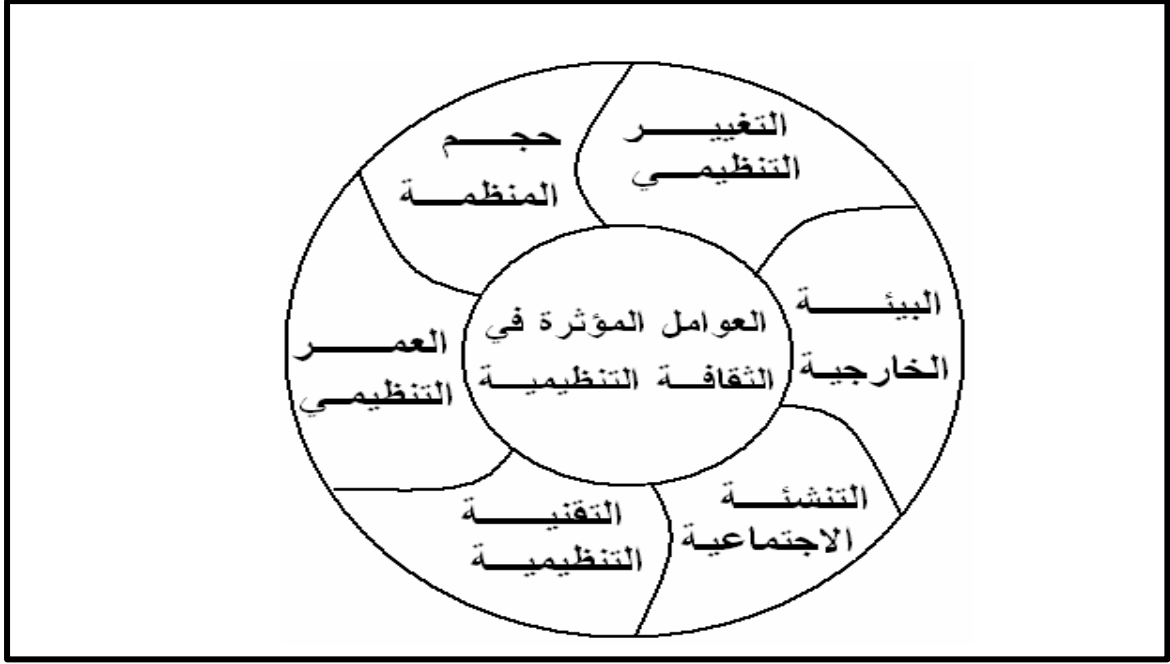 التغيير
التنظيمي
حجم
المنظمة
البيئة
الخارجية
العوامل المؤثرة في
الثقافة التنظيمية
العمر
التنظيمي
التنشئة
الاجتماعية
التقنية
التنظيمية